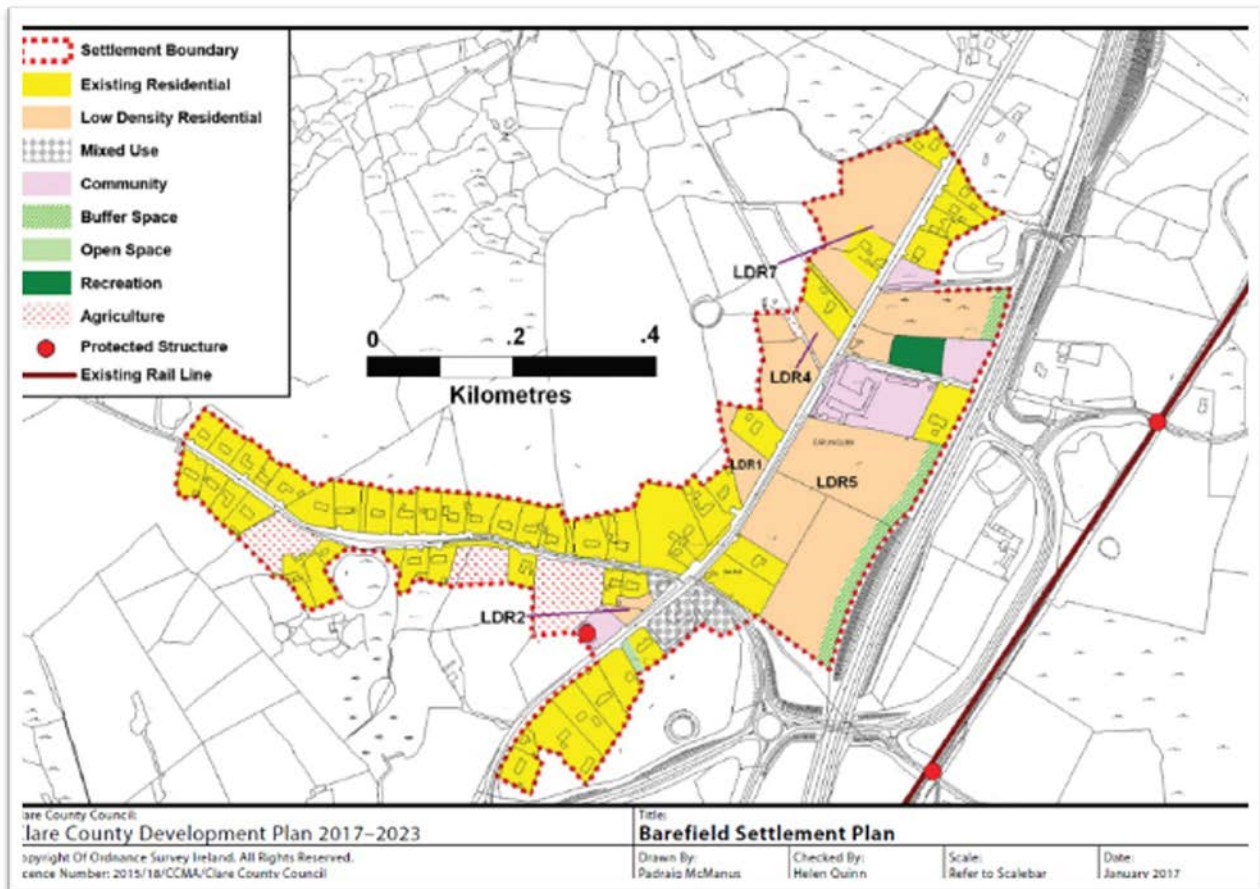 Settlement Boundary
Existing Residential
Low Density Residential
Mixed Use
Community
Buffer Space
Open Space
Recreation
Agriculture
Protected Structure
Existing Rail Line
0 .2 .4
Kilometres
LDR7
LDR4
LDR1
LDR5
LDR2
lare County Council:
Clare County Development Plan 2017–2023
opyright Of Ordnance Survey Ireland. All Rights Reserved.
cence Number: 2015/18/CCMA/Clare County Council
Title:
Barefield Settlement Plan
Drawn By:
Padraig McManus
Checked By:
Helen Quinn
Scale:
Refer to Scalebar
Date:
January 2017